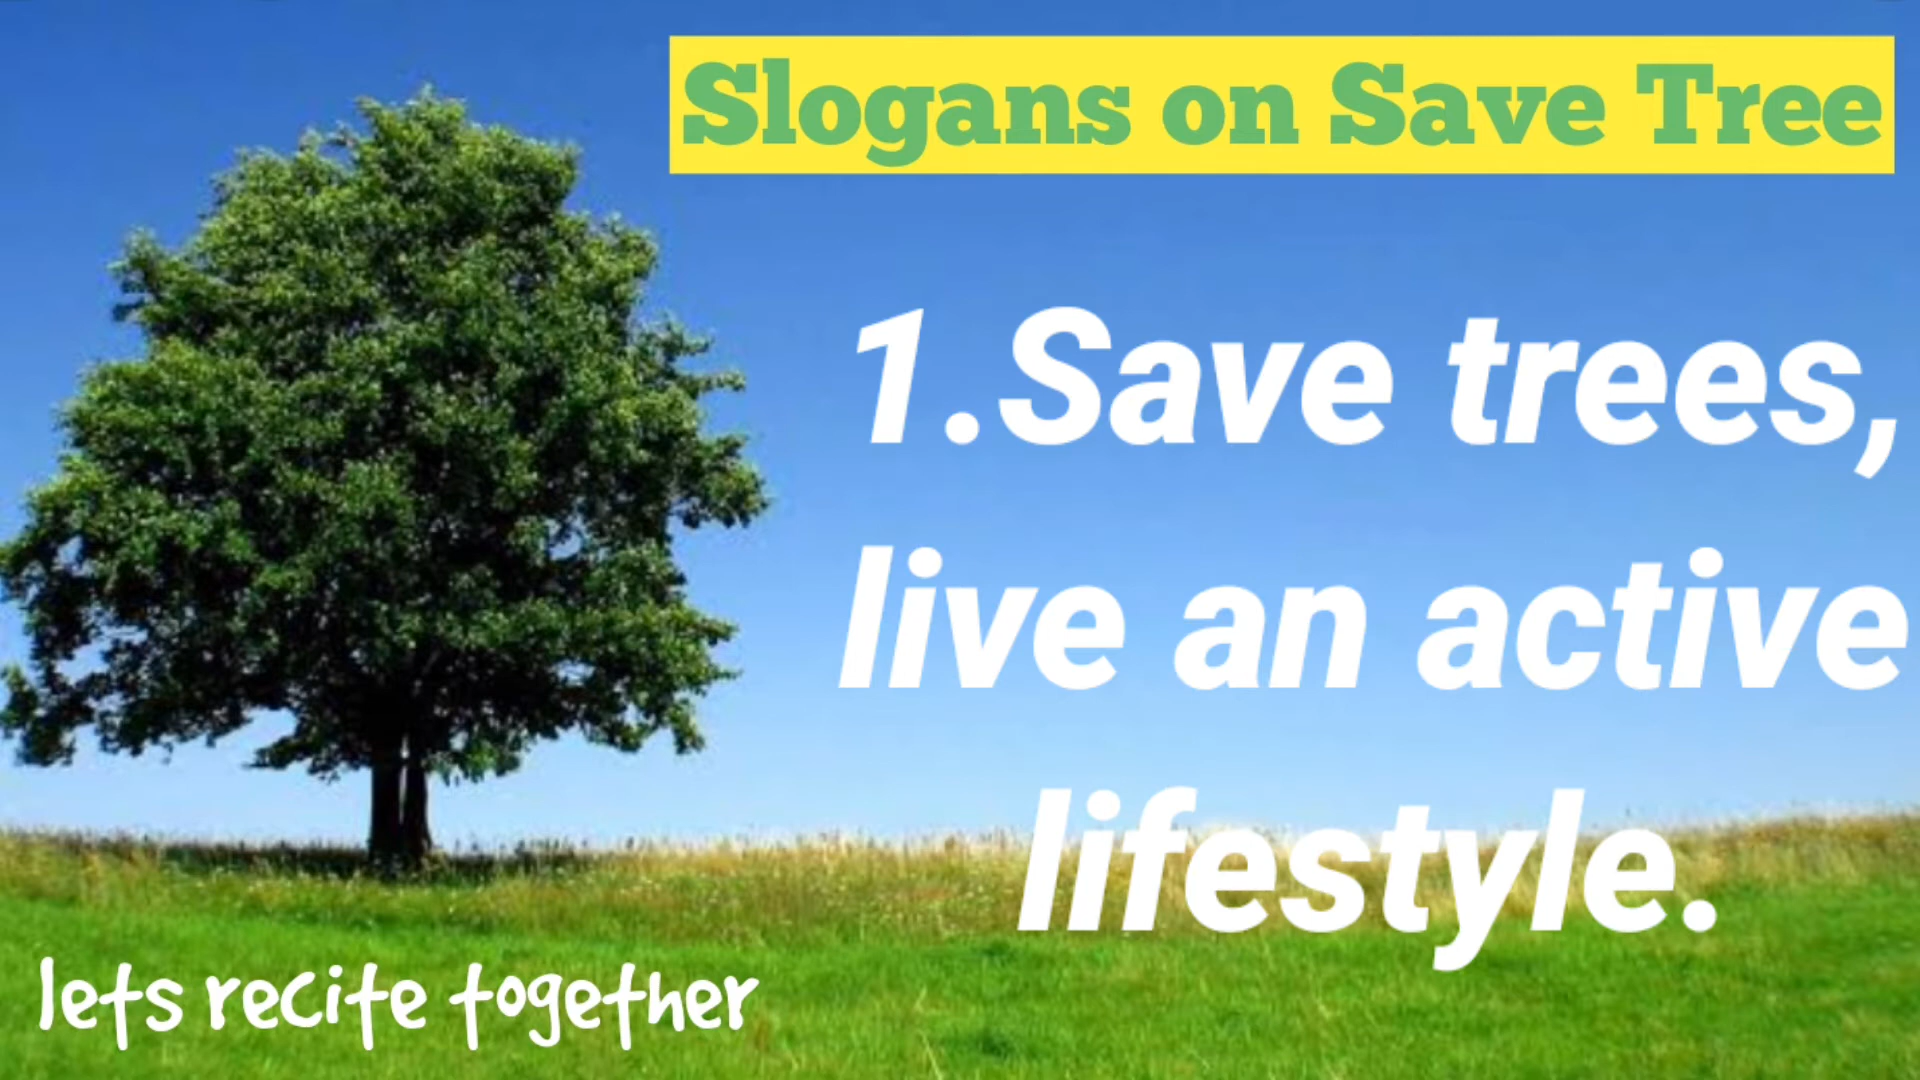 Slogans on Save Tree
1.Save trees,
live an active
lifestyle.
lets recite together